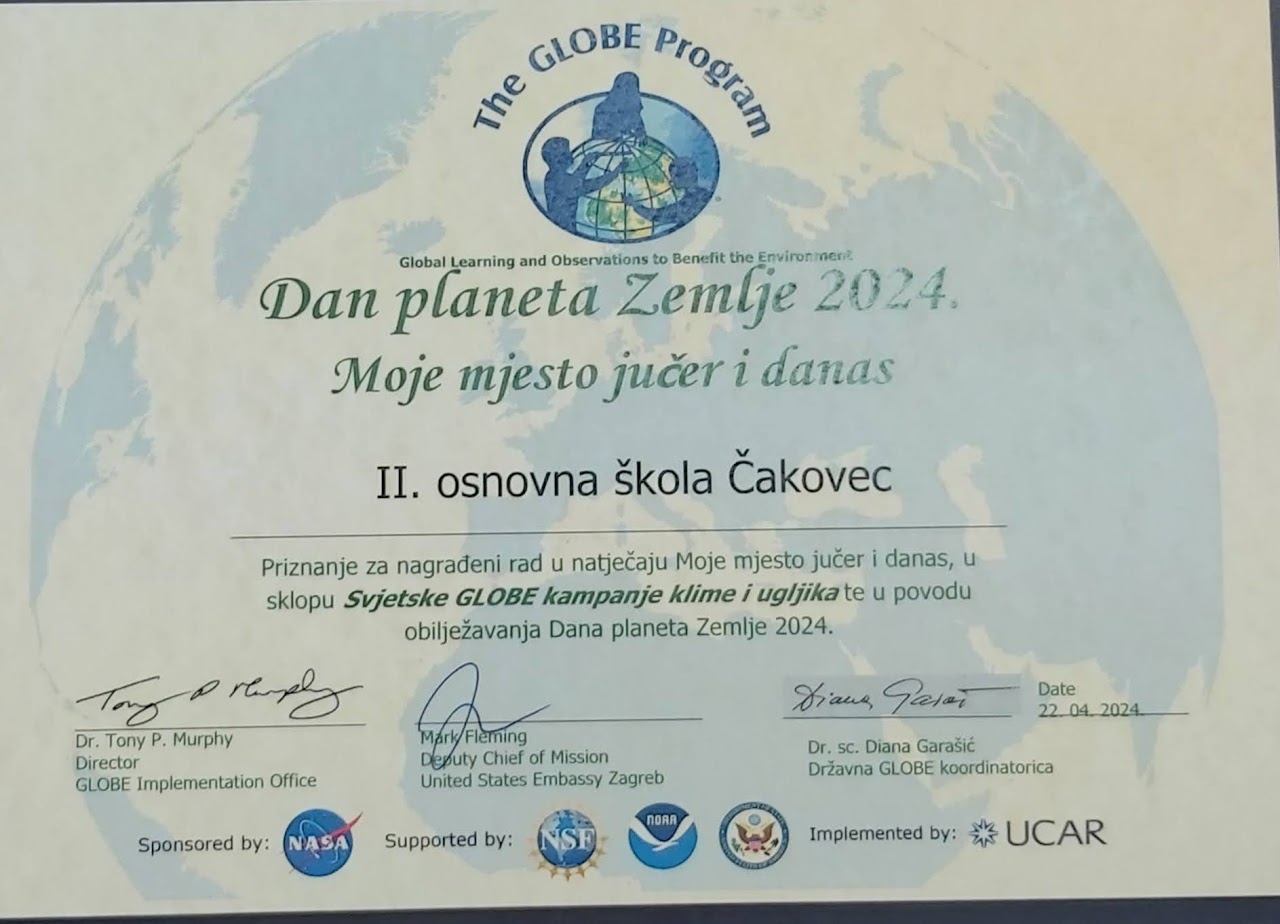 The GLOBE Program
Global Learning and Observations to Benefit the Environment
Dan planeta Zemlje 2024.
Moje mjesto jučer i danas
II. osnovna škola Čakovec
Priznanje za nagrađeni rad u natječaju Moje mjesto jučer i danas, u
sklopu Svjetske GLOBE kampanje klime i ugljika te u povodu
obilježavanja Dana planeta Zemlje 2024.
Tony P Murphy
Diana Garašić
Date
22. 04. 2024.
Dr. Tony P. Murphy
Director
GLOBE Implementation Office
Mark Fleming
Deputy Chief of Mission
United States Embassy Zagreb
Dr. sc. Diana Garašić
Državna GLOBE koordinatorica
Sponsored by: NASA Supported by: NSF NOAA Implemented by: UCAR